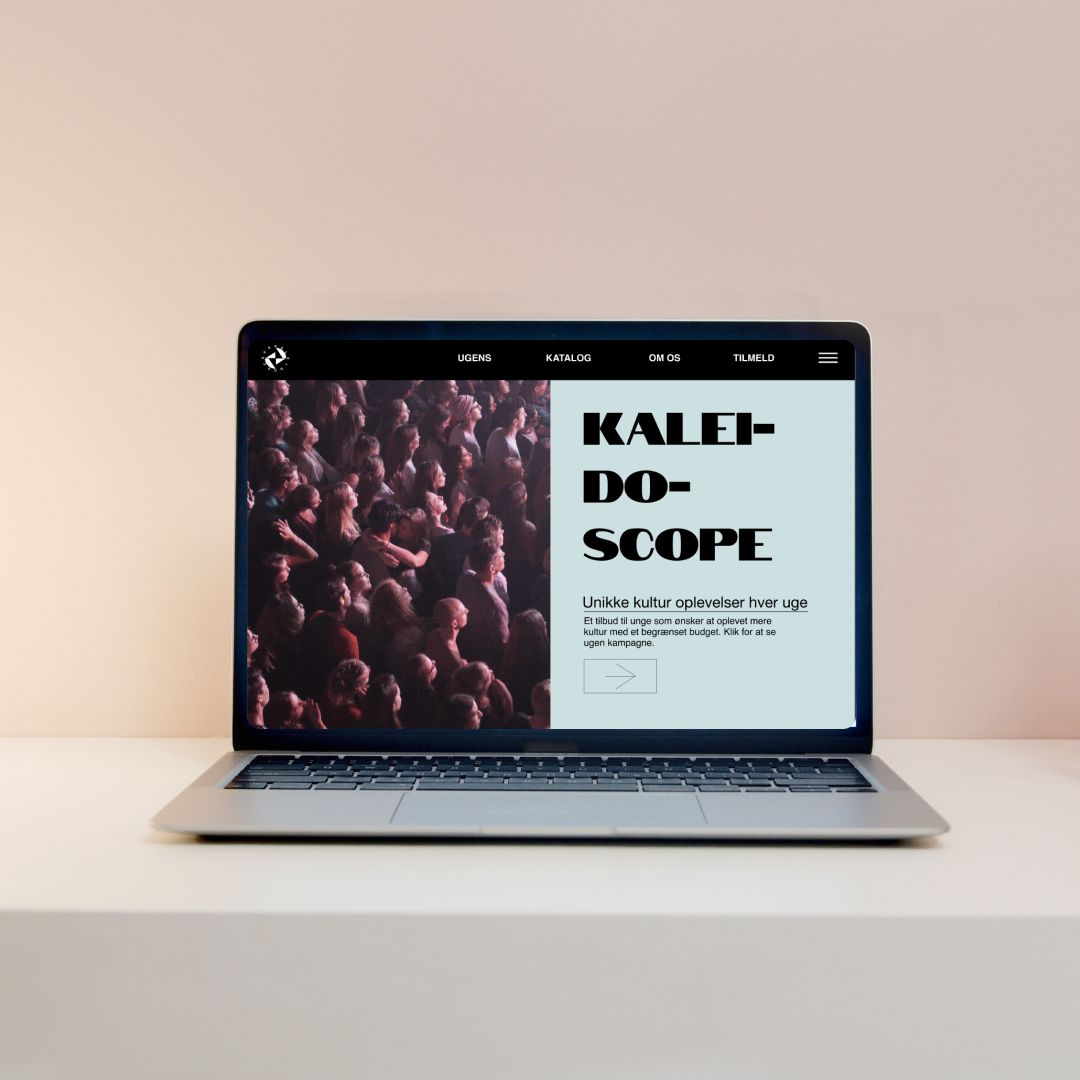 UGENS KATALOG OM OS TILMELD
KALEI-
DO-
SCOPE
Unikke kultur oplevelser hver uge
Et tilbud til unge som ønsker at oplevet mere
kultur med et begrænset budget. Klik for at se
ugen kampagne.